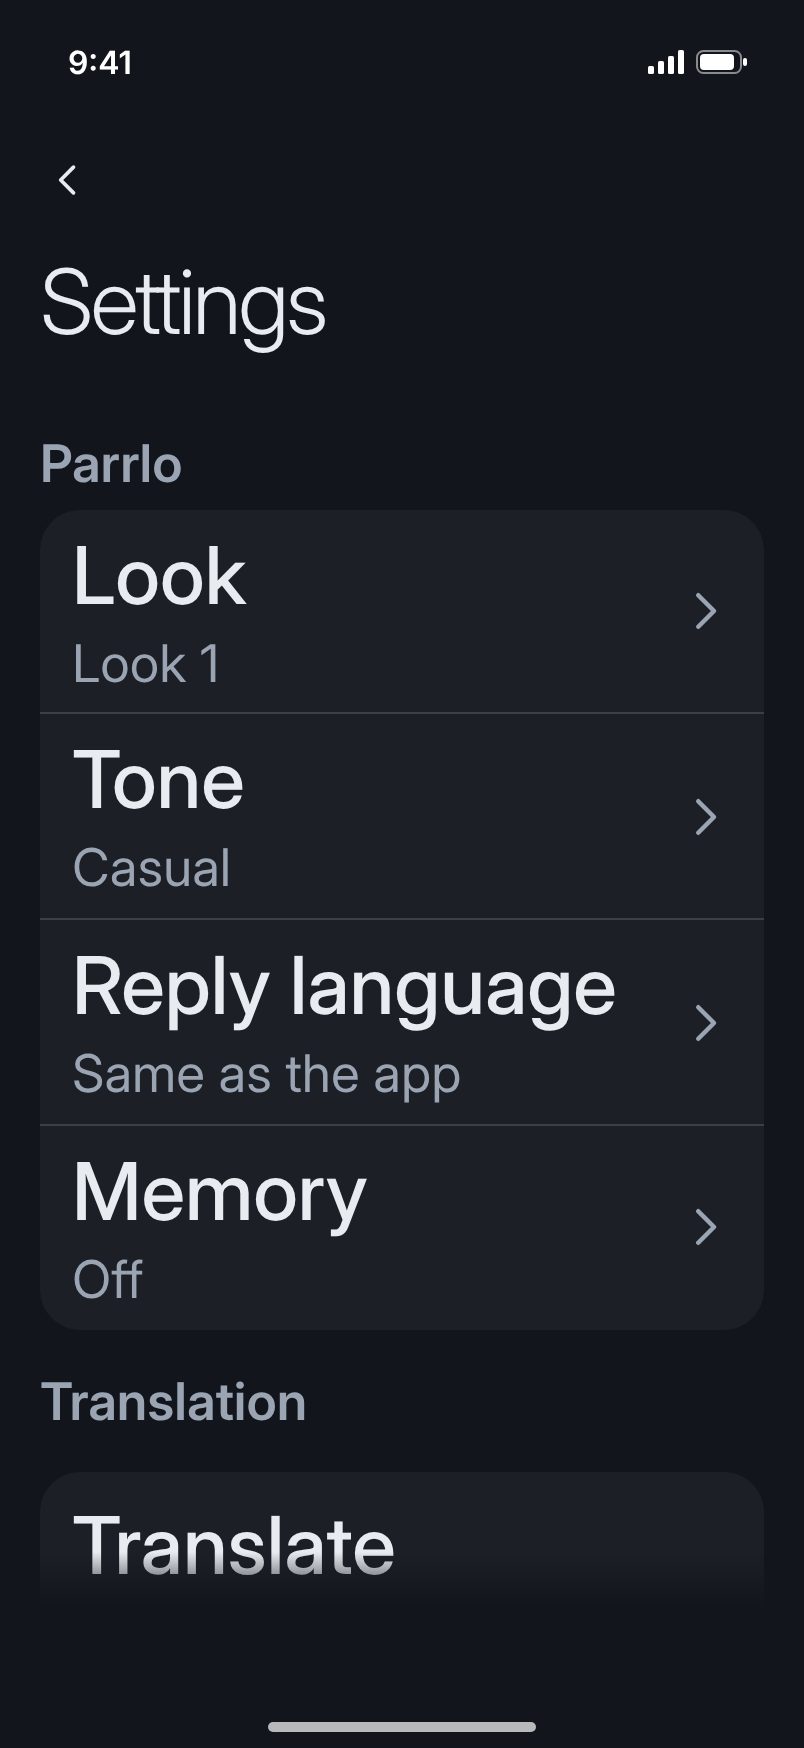 9:41
Settings
Parrlo
Look
Look 1
Tone
Casual
Reply language
Same as the app
Memory
Off
Translation
Translate